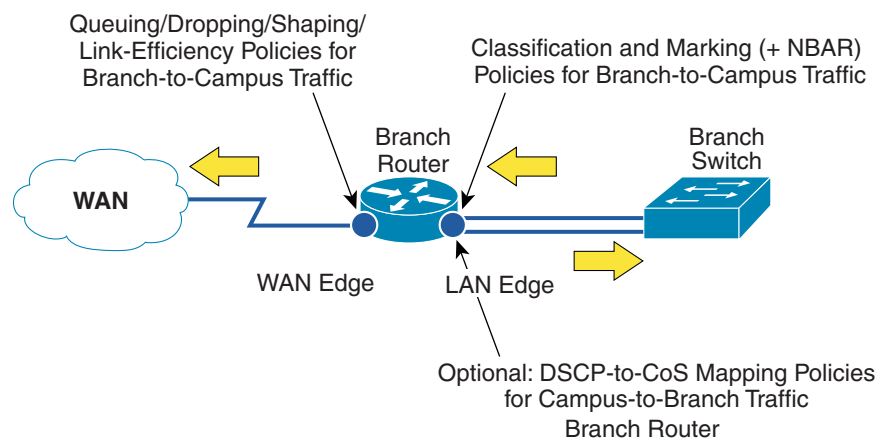 Queuing/Dropping/Shaping/
Link-Efficiency Policies for
Branch-to-Campus Traffic
Classification and Marking (+ NBAR)
Policies for Branch-to-Campus Traffic
Branch
Router
Branch
Switch
WAN
WAN Edge
LAN Edge
Optional: DSCP-to-CoS Mapping Policies
for Campus-to-Branch Traffic
Branch Router